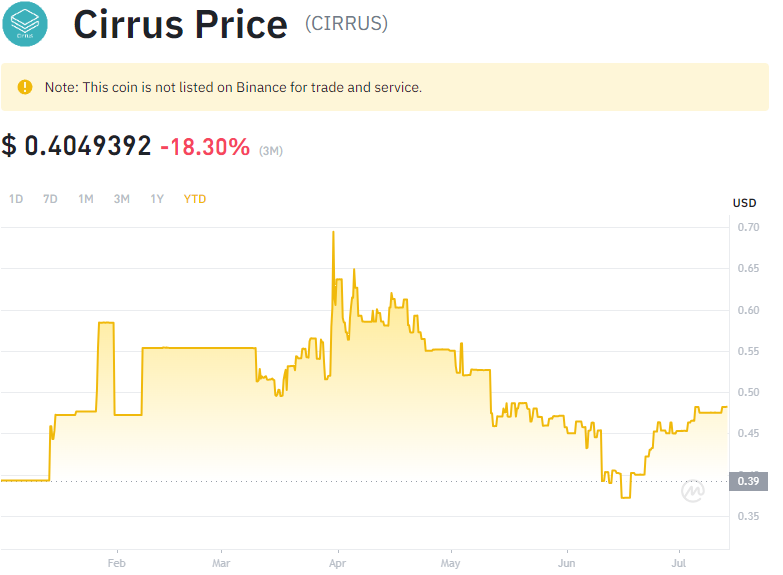 Cirrus Price (CIRRUS)
Cirrus
Note: This coin is not listed on Binance for trade and service.
$ 0.4049392 -18.30% (3M)
1D 7D 1M 3M 1Y YTD
USD
0.70
0.65
0.60
0.55
0.50
0.45
0.39
0.35
Feb Mar Apr May Jun Jul